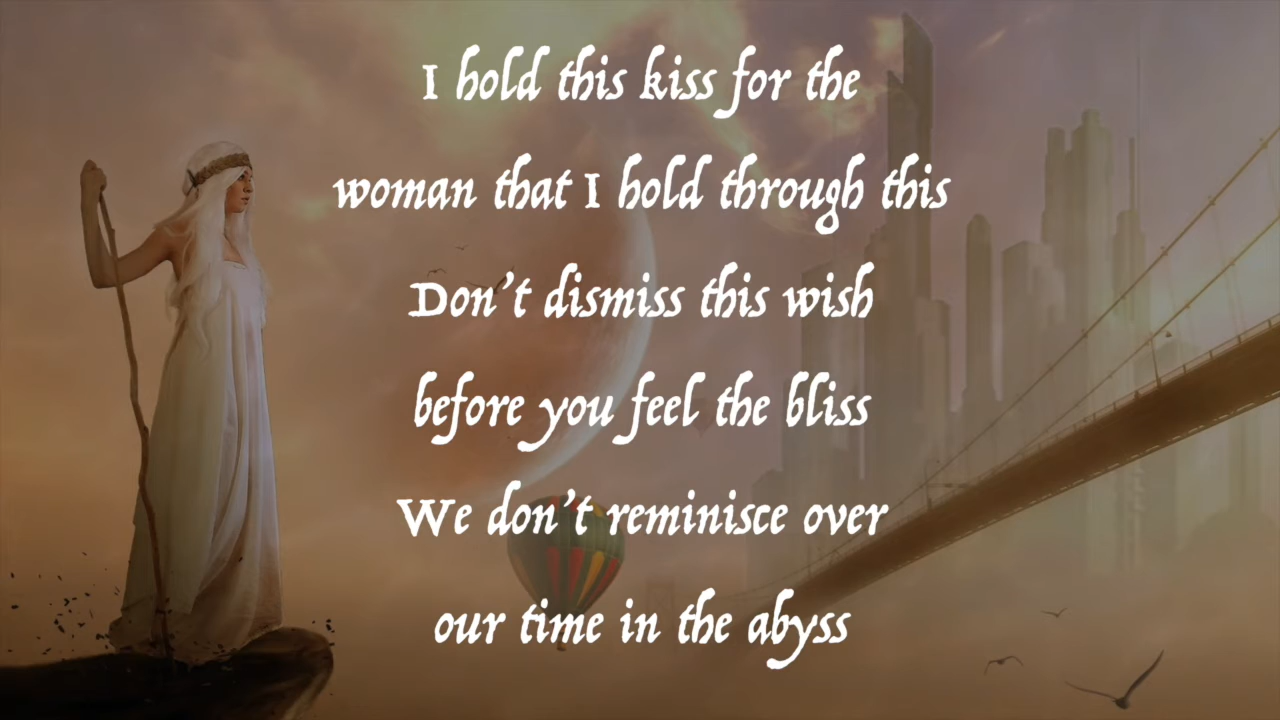 I hold this kiss for the
woman that I hold through this
Don't dismiss this wish
before you feel the bliss
We don't reminisce over
our time in the abyss